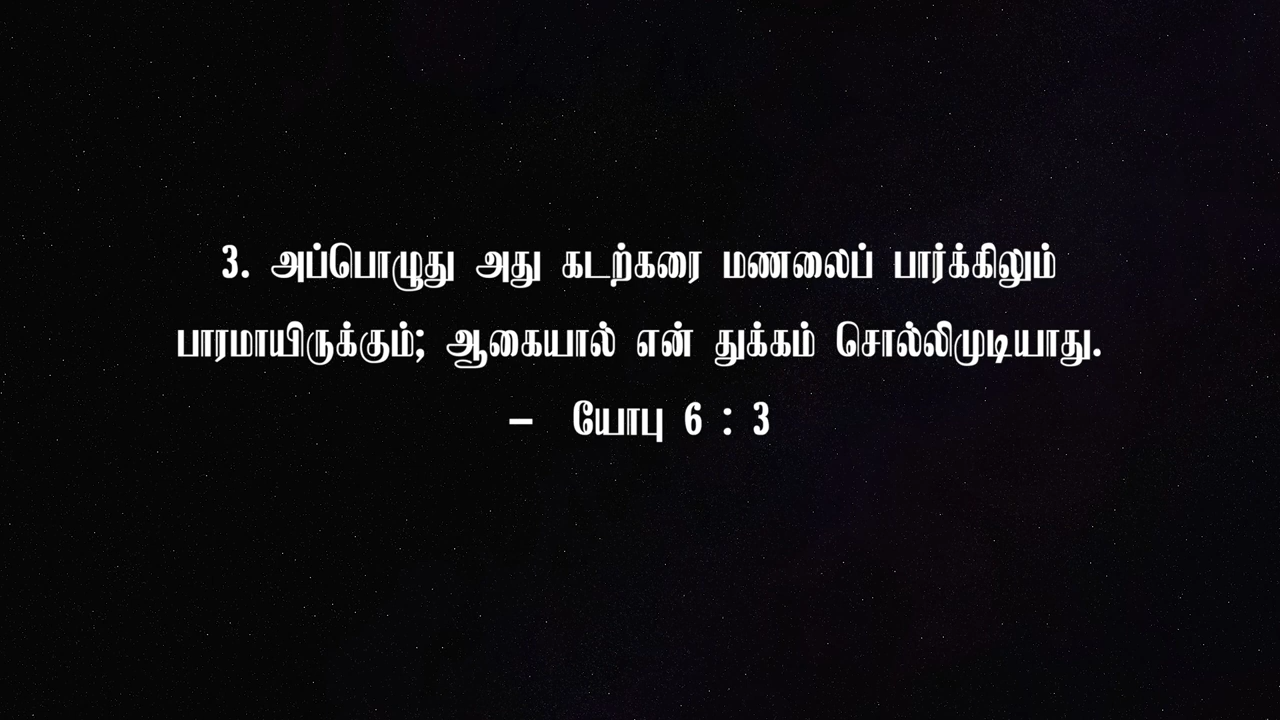 3. அப்பொழுது அது கடற்கரை மணலைப் பார்க்கிலும்
பாரமாயிருக்கும்; ஆகையால் என் துக்கம் சொல்லிமுடியாது.
– யோபு 6 : 3